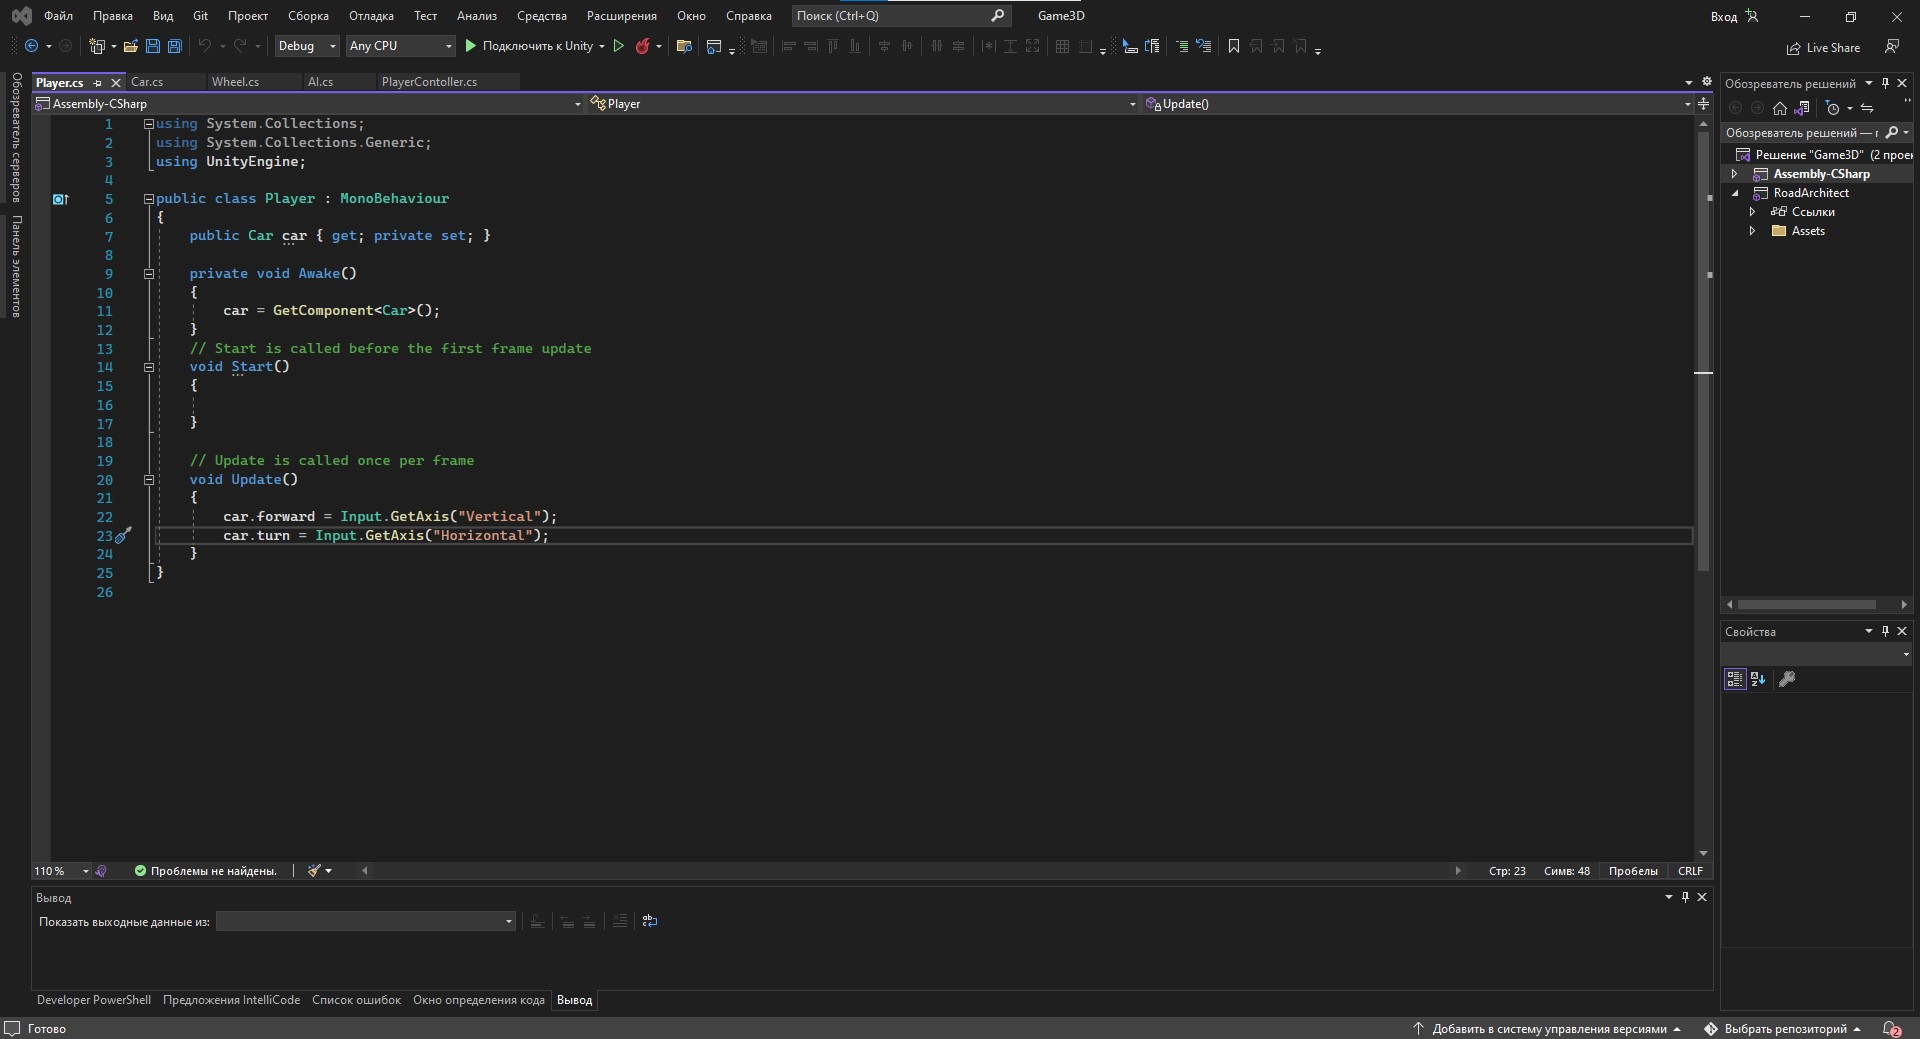 Файл Правка Вид Git Проект Сборка Отладка Тест Анализ Средства Расширения Окно Справка Поиск (Ctrl+Q) Game3D Вход
Debug Any CPU Подключить к Unity Live Share
Обозреватель серверов
Панель элементов
Player.cs Car.cs Wheel.cs AI.cs PlayerContoller.cs
Assembly-CSharp Player Update()
1 using System.Collections;
2 using System.Collections.Generic;
3 using UnityEngine;
4
5 public class Player : MonoBehaviour
6 {
7 public Car car { get; private set; }
8
9 private void Awake()
10 {
11 car = GetComponent<Car>();
12 }
13 // Start is called before the first frame update
14 void Start()
15 {
16
17 }
18
19 // Update is called once per frame
20 void Update()
21 {
22 car.forward = Input.GetAxis("Vertical");
23 car.turn = Input.GetAxis("Horizontal");
24 }
25 }
26
110 % Проблемы не найдены. Стр: 23 Симв: 48 Пробелы CRLF
Вывод
Показать выходные данные из:
Developer PowerShell Предложения IntelliCode Список ошибок Окно определения кода Вывод
Обозреватель решений
Обозреватель решений —
Решение "Game3D" (2 прое
Assembly-CSharp
RoadArchitect
Ссылки
Assets
Свойства
Готово Добавить в систему управления версиями Выбрать репозиторий 2